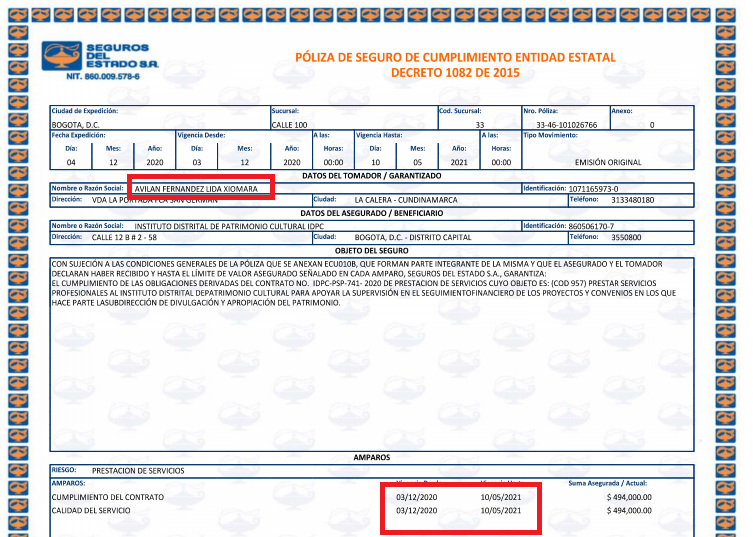 SEGUROS
DEL
ESTADO S.A.
NIT. 860.009.578-6
PÓLIZA DE SEGURO DE CUMPLIMIENTO ENTIDAD ESTATAL
DECRETO 1082 DE 2015
Ciudad de Expedición: Sucursal: Cod. Sucursal: Nro. Póliza: Anexo:
BOGOTA, D.C. CALLE 100 33 33-46-101026766 0
Fecha Expedición: Vigencia Desde: A las: Vigencia Hasta: A las: Tipo Movimiento:
Día: Mes: Año: Día: Mes: Año: Horas: Día: Mes: Año: Horas:
04 12 2020 03 12 2020 00:00 10 05 2021 00:00 EMISIÓN ORIGINAL
DATOS DEL TOMADOR / GARANTIZADO
Nombre o Razón Social: AVILAN FERNANDEZ LIDA XIOMARA Identificación: 1071165973-0
Dirección: VDA LA PORTADA FCA SAN GERMAN Ciudad: LA CALERA - CUNDINAMARCA Teléfono: 3133480180
DATOS DEL ASEGURADO / BENEFICIARIO
Nombre o Razón Social: INSTITUTO DISTRITAL DE PATRIMONIO CULTURAL IDPC Identificación: 860506170-7
Dirección: CALLE 12 B # 2 - 58 Ciudad: BOGOTA, D.C. - DISTRITO CAPITAL Teléfono: 3550800
OBJETO DEL SEGURO
CON SUJECIÓN A LAS CONDICIONES GENERALES DE LA PÓLIZA QUE SE ANEXAN ECU010B, QUE FORMAN PARTE INTEGRANTE DE LA MISMA Y QUE EL ASEGURADO Y EL TOMADOR
DECLARAN HABER RECIBIDO Y HASTA EL LÍMITE DE VALOR ASEGURADO SEÑALADO EN CADA AMPARO, SEGUROS DEL ESTADO S.A., GARANTIZA:
EL CUMPLIMIENTO DE LAS OBLIGACIONES DERIVADAS DEL CONTRATO NO. IDPC-PSP-741- 2020 DE PRESTACION DE SERVICIOS CUYO OBJETO ES: (COD 957) PRESTAR SERVICIOS
PROFESIONALES AL INSTITUTO DISTRITAL DEPATRIMONIO CULTURAL PARA APOYAR LA SUPERVISIÓN EN EL SEGUIMIENTOFINANCIERO DE LOS PROYECTOS Y CONVENIOS EN LOS QUE
HACE PARTE LASUBDIRECCIÓN DE DIVULGACIÓN Y APROPIACIÓN DEL PATRIMONIO.
AMPAROS
RIESGO: PRESTACION DE SERVICIOS
AMPAROS: Suma Asegurada / Actual:
CUMPLIMIENTO DEL CONTRATO 03/12/2020 10/05/2021 $ 494,000.00
CALIDAD DEL SERVICIO 03/12/2020 10/05/2021 $ 494,000.00